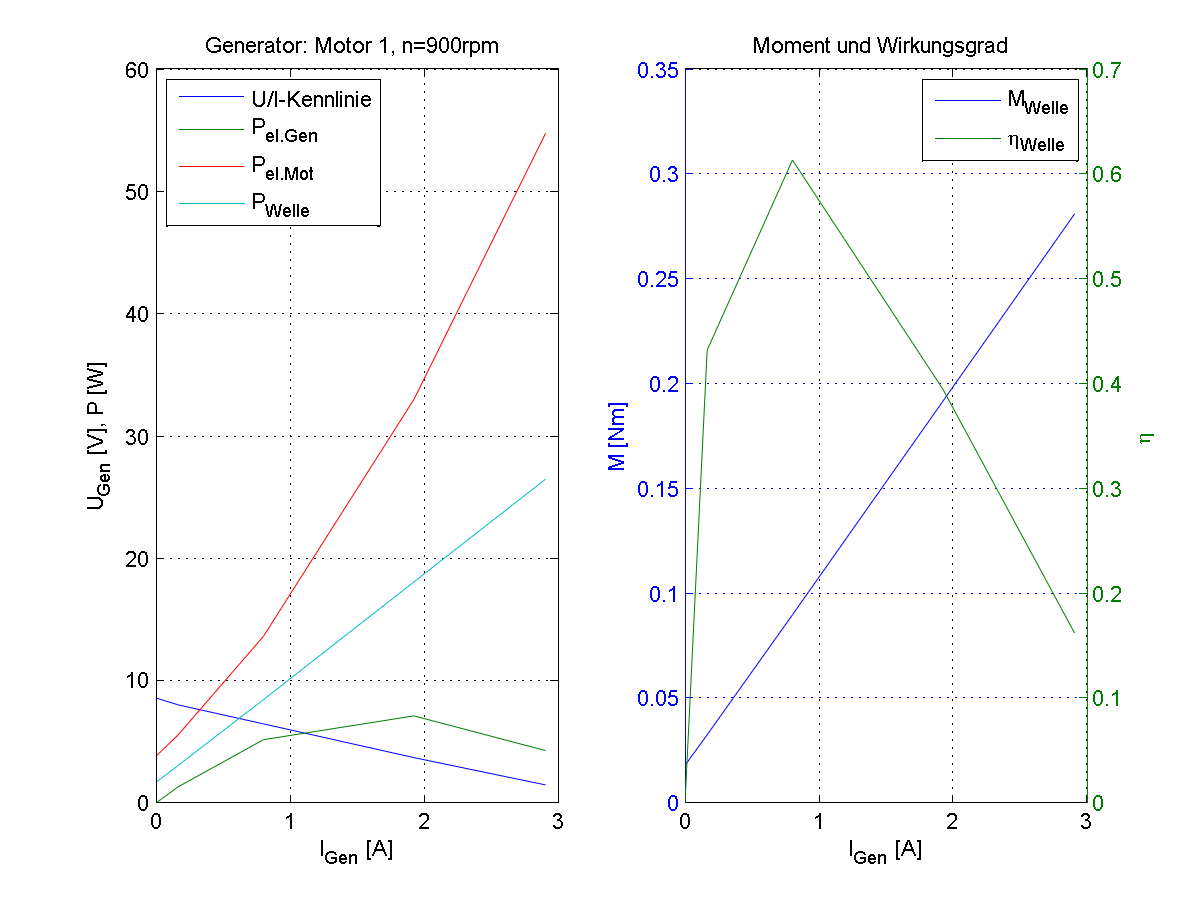 Generator: Motor 1, n=900rpm
60
50
40
30
20
10
0
U/I-Kennlinie
P_el.Gen
P_el.Mot
P_Welle
U_Gen [V], P [W]
0 1 2 3
I_Gen [A]
Moment und Wirkungsgrad
0.35
0.3
0.25
0.2
0.15
0.1
0.05
0
M_Welle
η_Welle
M [Nm]
0.7
0.6
0.5
0.4
0.3
0.2
0.1
0
η
0 1 2 3
I_Gen [A]